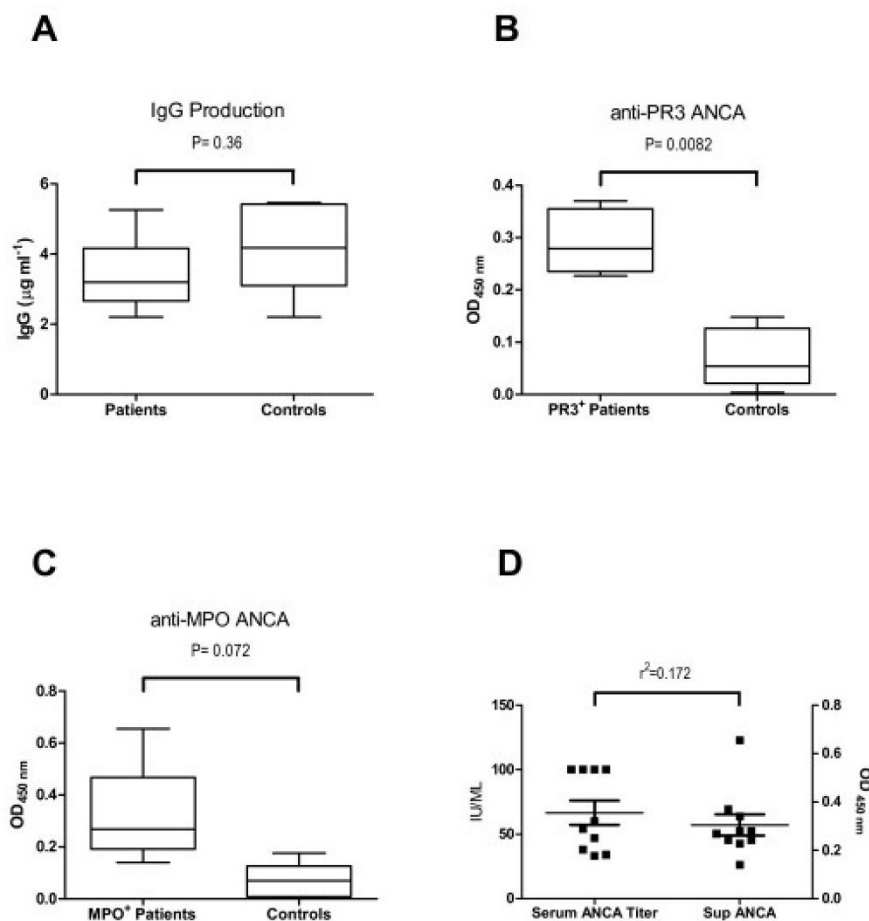 A
IgG Production
P= 0.36
6
4
2
0
IgG (µg ml⁻¹)
Patients
Controls
B
anti-PR3 ANCA
P= 0.0082
0.4
0.3
0.2
0.1
0.0
OD450 nm
PR3⁺ Patients
Controls
C
anti-MPO ANCA
P= 0.072
0.8
0.6
0.4
0.2
0.0
OD450 nm
MPO⁺ Patients
Controls
D
r²=0.172
150
100
50
0
IU/ML
0.8
0.6
0.4
0.2
0.0
OD 450 nm
Serum ANCA Titer
Sup ANCA